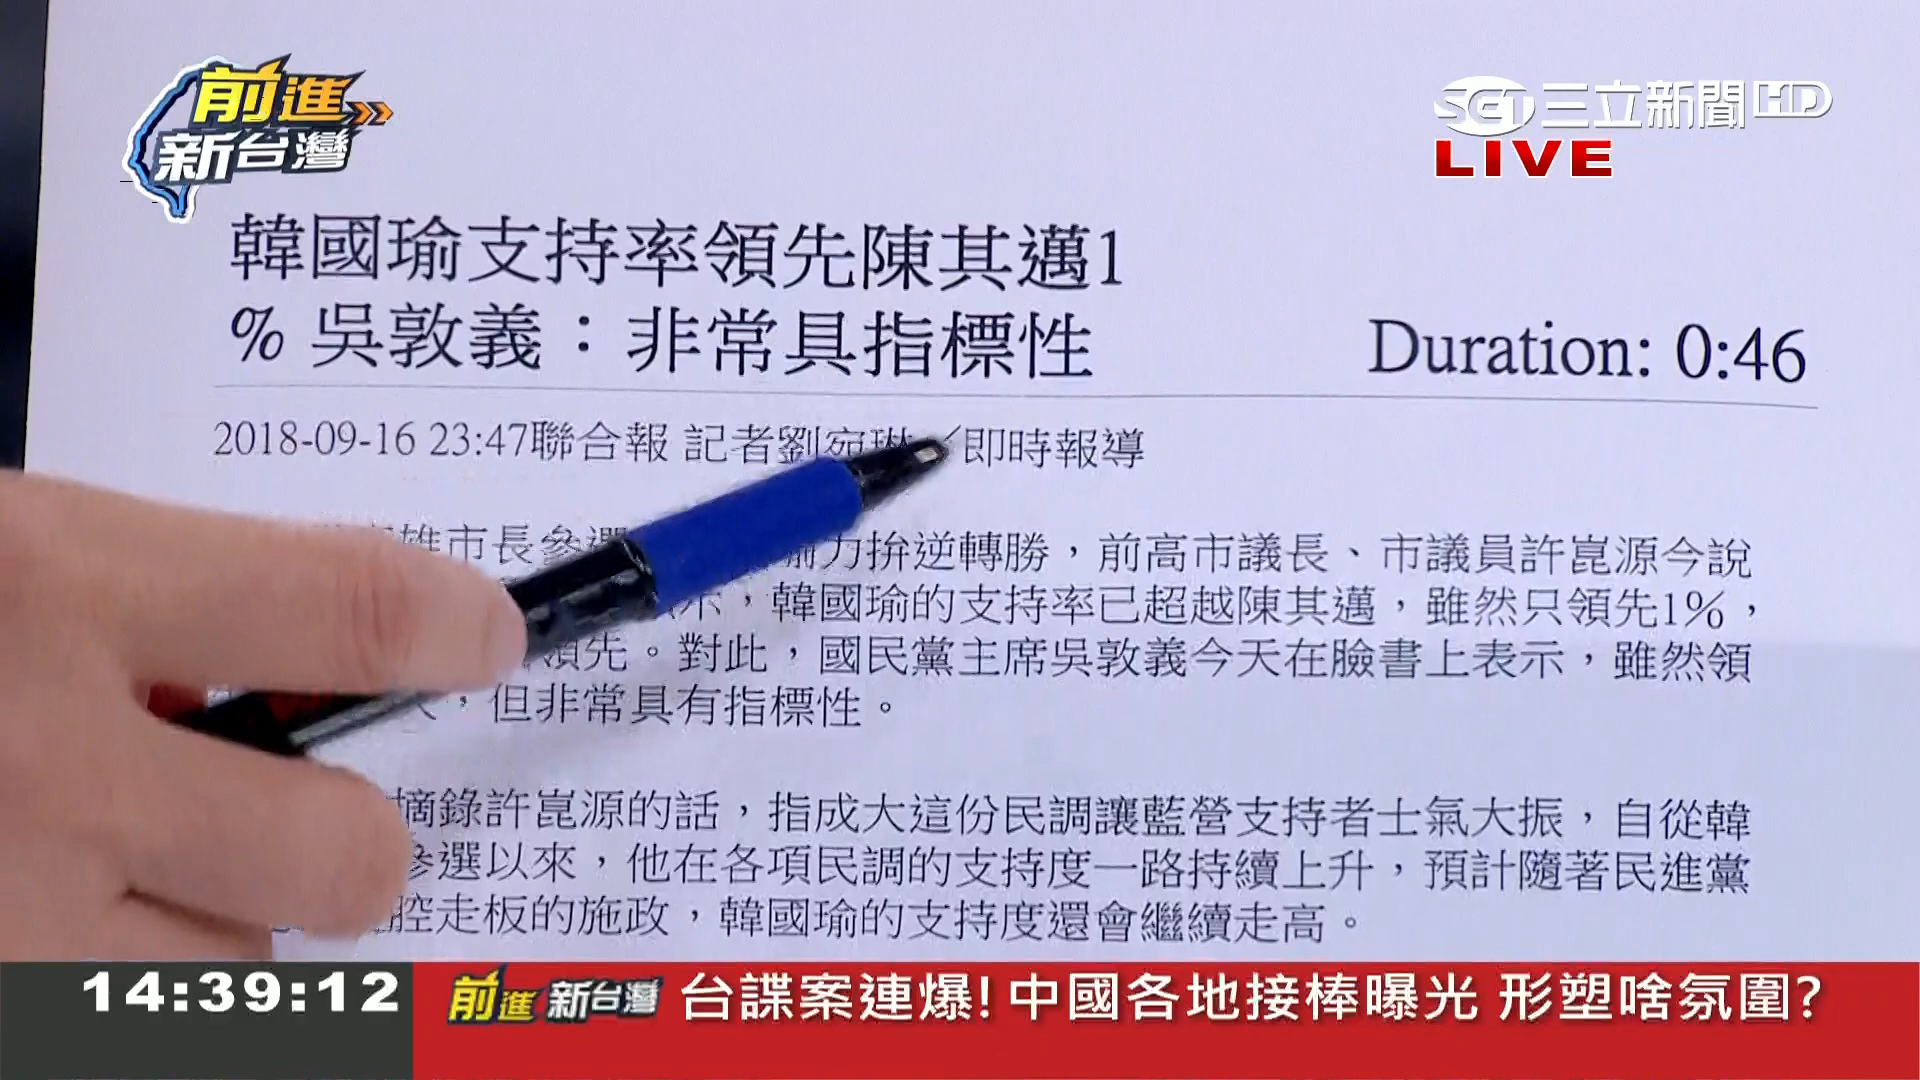 前進
新台灣
SET三立新聞HD
LIVE
韓國瑜支持率領先陳其邁1
% 吳敦義：非常具指標性
Duration: 0:46
2018-09-16 23:47聯合報 記者劉宛琳／即時報導
雄市長參選 力拚逆轉勝，前高市議長、市議員許崑源今說
，韓國瑜的支持率已超越陳其邁，雖然只領先1%，
領先。對此，國民黨主席吳敦義今天在臉書上表示，雖然領
，但非常具有指標性。
摘錄許崑源的話，指成大這份民調讓藍營支持者士氣大振，自從韓
參選以來，他在各項民調的支持度一路持續上升，預計隨著民進黨
腔走板的施政，韓國瑜的支持度還會繼續走高。
14:39:12
前進新台灣 台諜案連爆!中國各地接棒曝光 形塑啥氛圍?